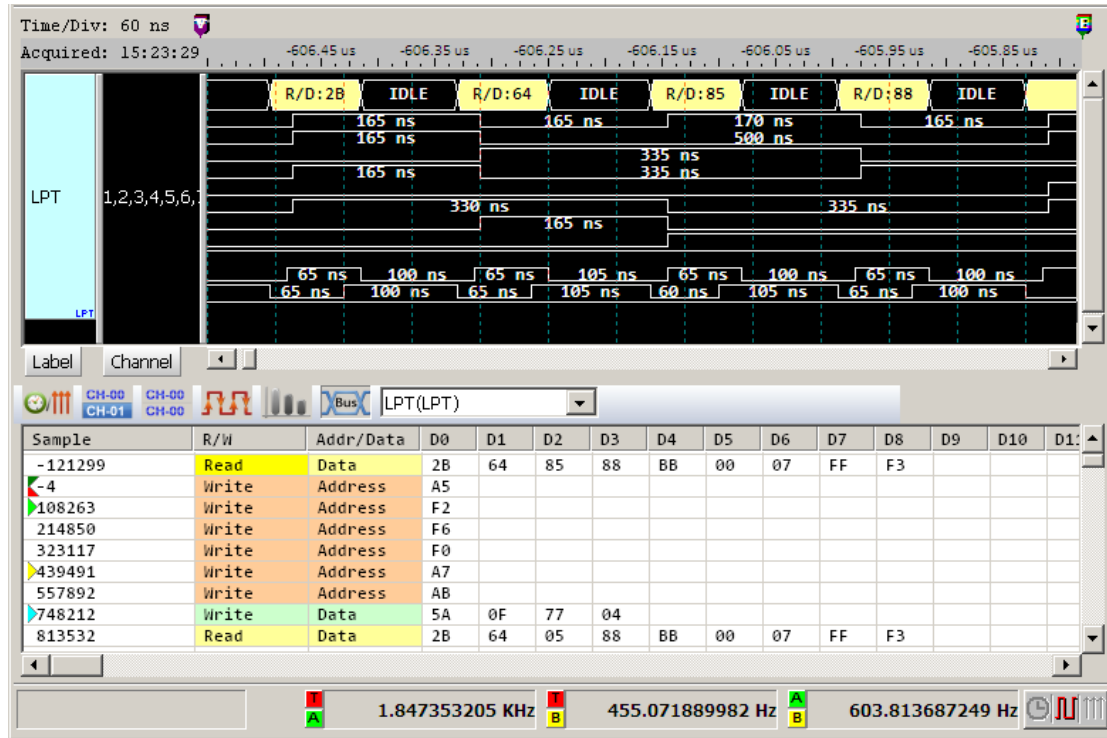 Time/Div: 60 ns
Acquired: 15:23:29 -606.45 us -606.35 us -606.25 us -606.15 us -606.05 us -605.95 us -605.85 us
R/D:2B IDLE R/D:64 IDLE R/D:85 IDLE R/D:88 IDLE
165 ns 165 ns 170 ns 165 ns
165 ns 500 ns
335 ns
165 ns 335 ns
LPT 1,2,3,4,5,6,
330 ns 335 ns
165 ns
65 ns 100 ns 65 ns 105 ns 65 ns 100 ns 65 ns 100 ns
65 ns 100 ns 65 ns 105 ns 60 ns 105 ns 65 ns 100 ns
LPT
Label Channel
CH-00 CH-01 CH-00 CH-00 Bus LPT(LPT)
Sample R/W Addr/Data D0 D1 D2 D3 D4 D5 D6 D7 D8 D9 D10
-121299 Read Data 2B 64 85 88 BB 00 07 FF F3
-4 Write Address A5
108263 Write Address F2
214850 Write Address F6
323117 Write Address F0
439491 Write Address A7
557892 Write Address AB
748212 Write Data 5A 0F 77 04
813532 Read Data 2B 64 05 88 BB 00 07 FF F3
T A 1.847353205 KHz T B 455.071889982 Hz A B 603.813687249 Hz